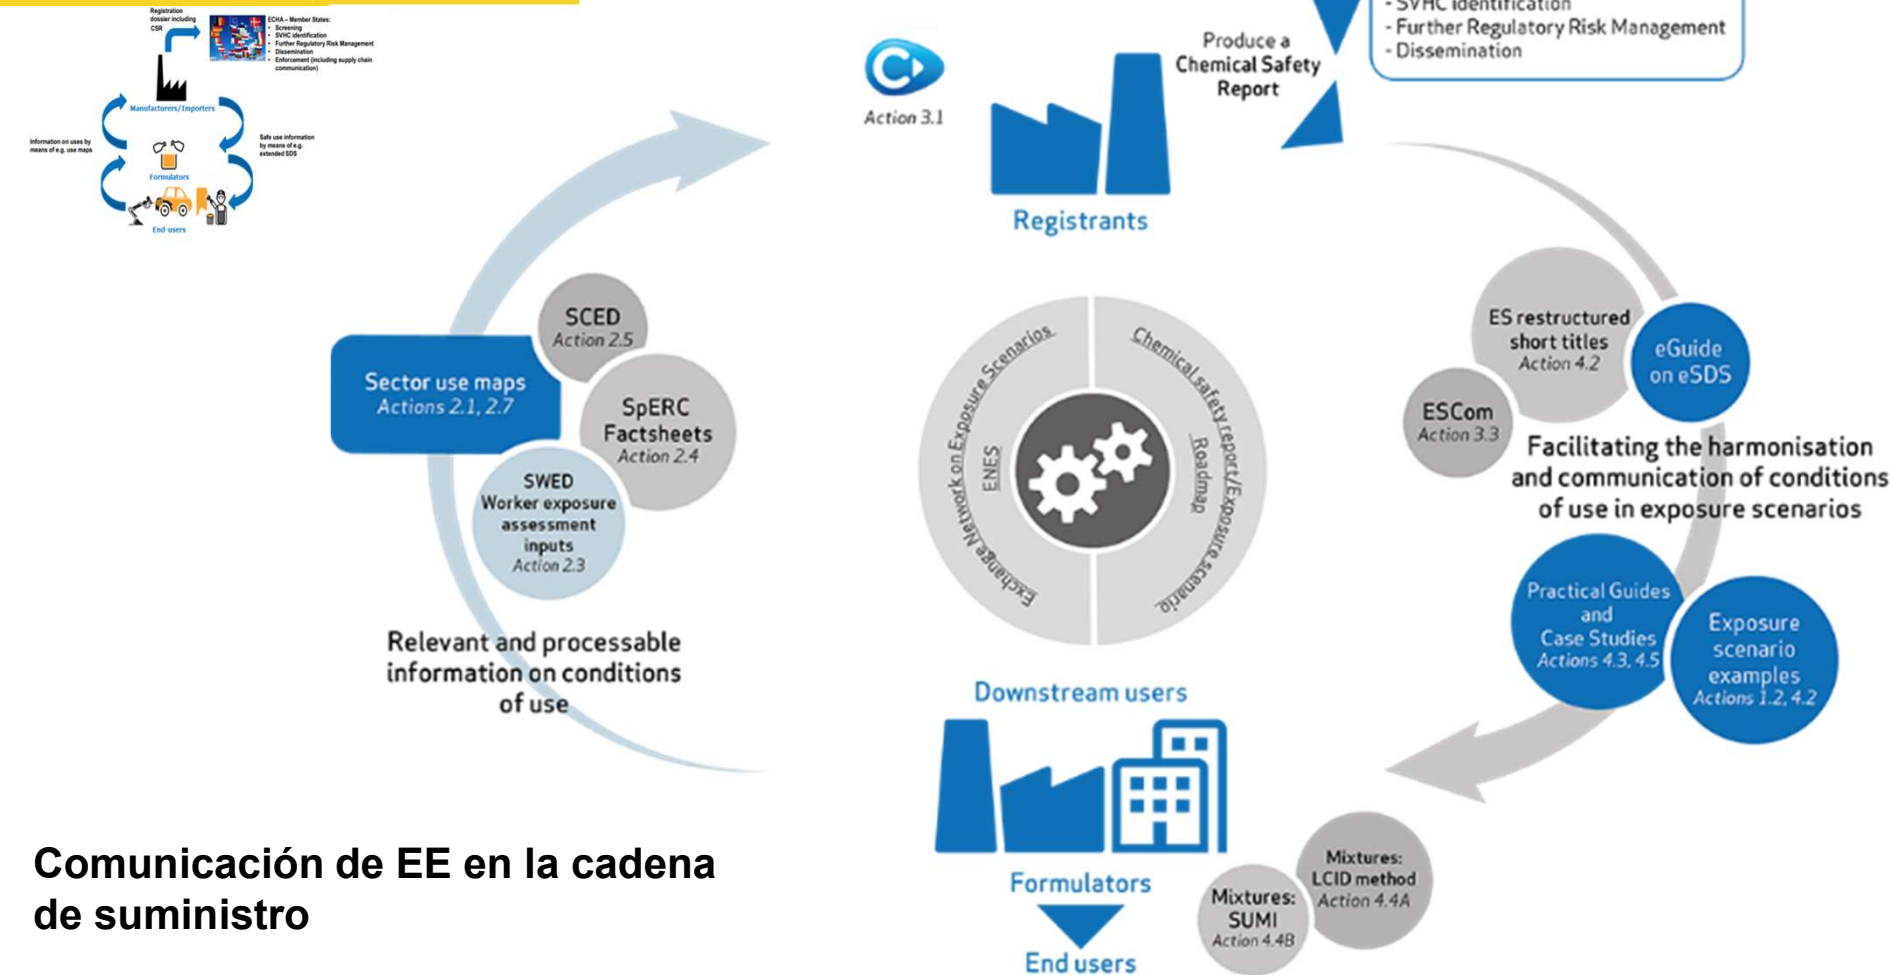 Registration
dossier including
CSR
ECHA – Member States:
• Screening
• SVHC identification
• Further Regulatory Risk Management
• Dissemination
• Enforcement (including supply chain
communication)
Manufacturers/Importers
Information on uses by
means of e.g. use maps
Safe use information
by means of e.g.
extended SDS
Formulators
End-users
- SVHC identification
- Further Regulatory Risk Management
- Dissemination
Produce a
Chemical Safety
Report
Action 3.1
Registrants
SCED
Action 2.5
Sector use maps
Actions 2.1, 2.7
SpERC
Factsheets
Action 2.4
SWED
Worker exposure
assessment
inputs
Action 2.3
Relevant and processable
information on conditions
of use
Exchange Network on Exposure Scenarios
ENES
Chemical safety report/Exposure scenario
Roadmap
ES restructured
short titles
Action 4.2
eGuide
on eSDS
ESCom
Action 3.3
Facilitating the harmonisation
and communication of conditions
of use in exposure scenarios
Practical Guides
and
Case Studies
Actions 4.3, 4.5
Exposure
scenario
examples
Actions 1.2, 4.2
Downstream users
Formulators
End users
Mixtures:
LCID method
Action 4.4A
Mixtures:
SUMI
Action 4.4B
Comunicación de EE en la cadena
de suministro